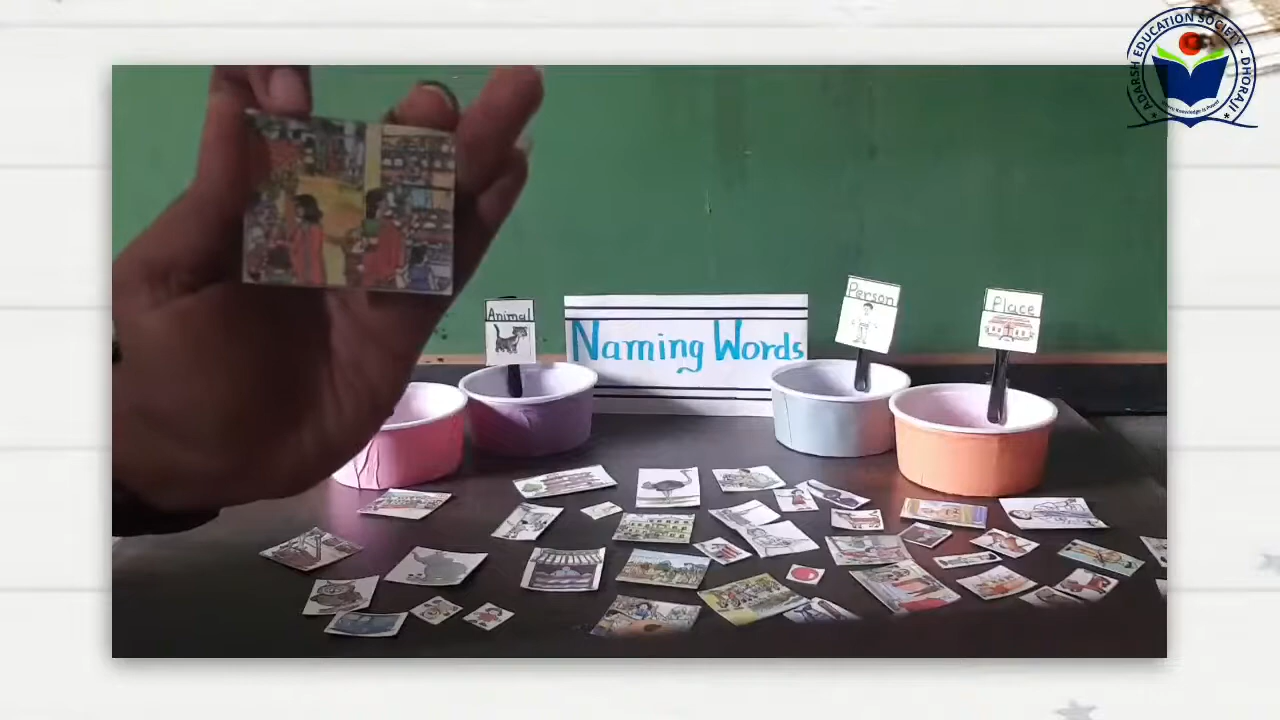 ADARSH EDUCATION SOCIETY - DHORAJI
Animal
Naming Words
Person
Place